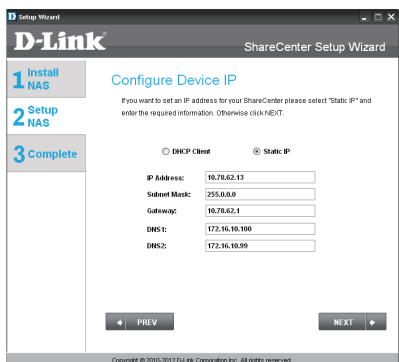 Setup Wizard
D-Link
ShareCenter Setup Wizard
1 Install NAS
2 Setup NAS
3 Complete
Configure Device IP
If you want to set an IP address for your ShareCenter please select "Static IP" and
enter the required information. Otherwise click NEXT.
DHCP Client Static IP
IP Address: 10.78.62.13
Subnet Mask: 255.0.0.0
Gateway: 10.78.62.1
DNS1: 172.16.10.100
DNS2: 172.16.10.99
PREV NEXT
Copyright © 2010-2012 D-Link Corporation Inc. All rights reserved.